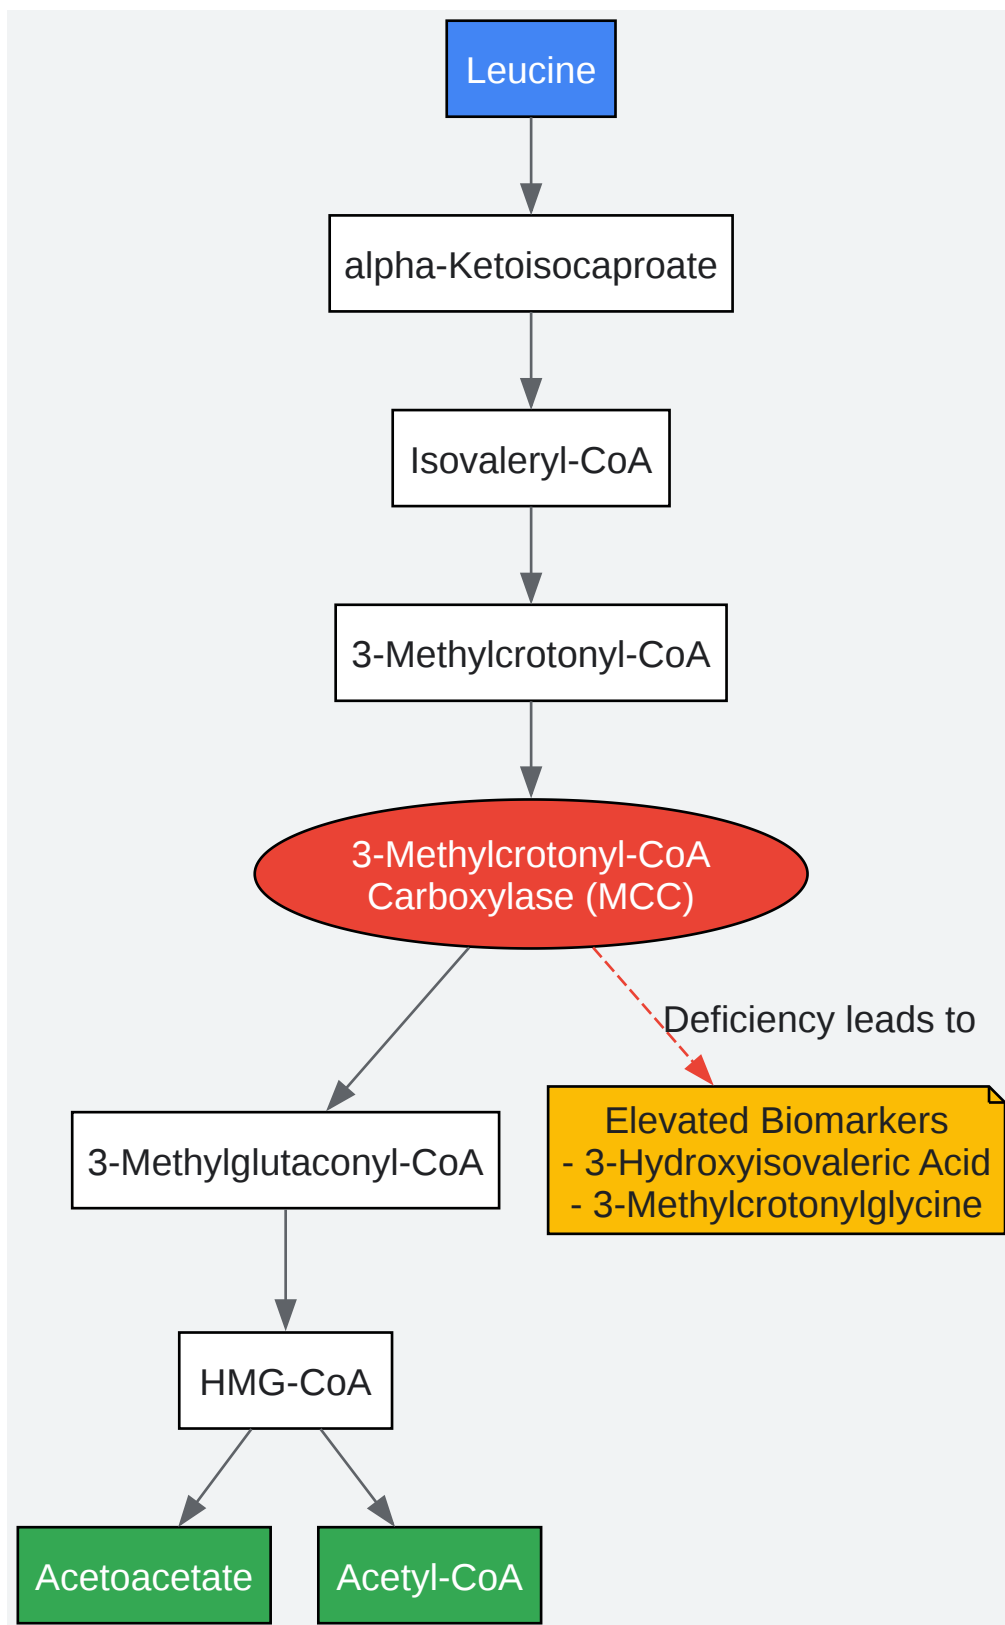 Leucine
alpha-Ketoisocaproate
Isovaleryl-CoA
3-Methylcrotonyl-CoA
3-Methylcrotonyl-CoA
Carboxylase (MCC)
Deficiency leads to
Elevated Biomarkers
- 3-Hydroxyisovaleric Acid
- 3-Methylcrotonylglycine
3-Methylglutaconyl-CoA
HMG-CoA
Acetoacetate
Acetyl-CoA